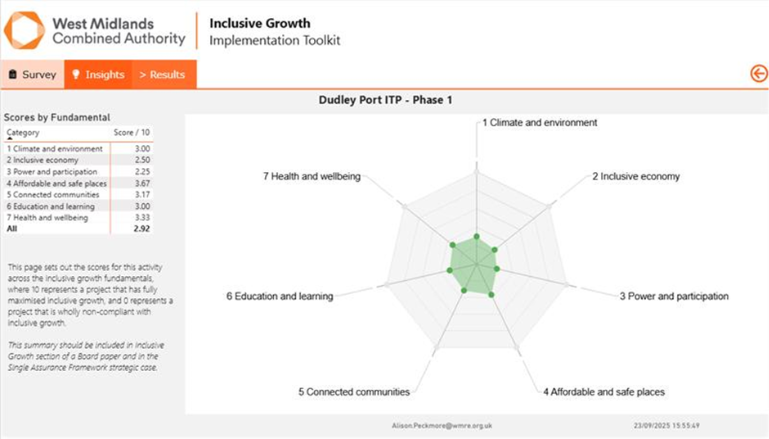 West Midlands
Combined Authority
Inclusive Growth
Implementation Toolkit
Survey
Insights
> Results
Dudley Port ITP - Phase 1
Scores by Fundamental
Category Score / 10
1 Climate and environment 3.00
2 Inclusive economy 2.50
3 Power and participation 2.25
4 Affordable and safe places 3.67
5 Connected communities 3.17
6 Education and learning 3.00
7 Health and wellbeing 3.33
All 2.92
This page sets out the scores for this activity
across the inclusive growth fundamentals,
where 10 represents a project that has fully
maximised inclusive growth, and 0 represents a
project that is wholly non-compliant with
inclusive growth.
This summary should be included in Inclusive
Growth section of a Board paper and in the
Single Assurance Framework strategic case.
1 Climate and environment
2 Inclusive economy
3 Power and participation
4 Affordable and safe places
5 Connected communities
6 Education and learning
7 Health and wellbeing
Alison.Peckmore@wmre.org.uk
23/09/2025 15:55:49